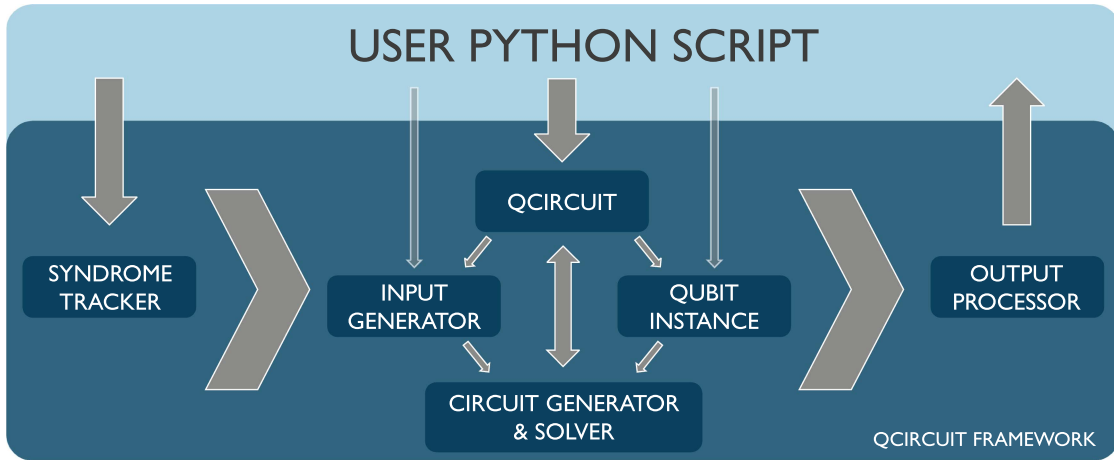 USER PYTHON SCRIPT
QCIRCUIT
SYNDROME
TRACKER
INPUT
GENERATOR
QUBIT
INSTANCE
OUTPUT
PROCESSOR
CIRCUIT GENERATOR
& SOLVER
QCIRCUIT FRAMEWORK